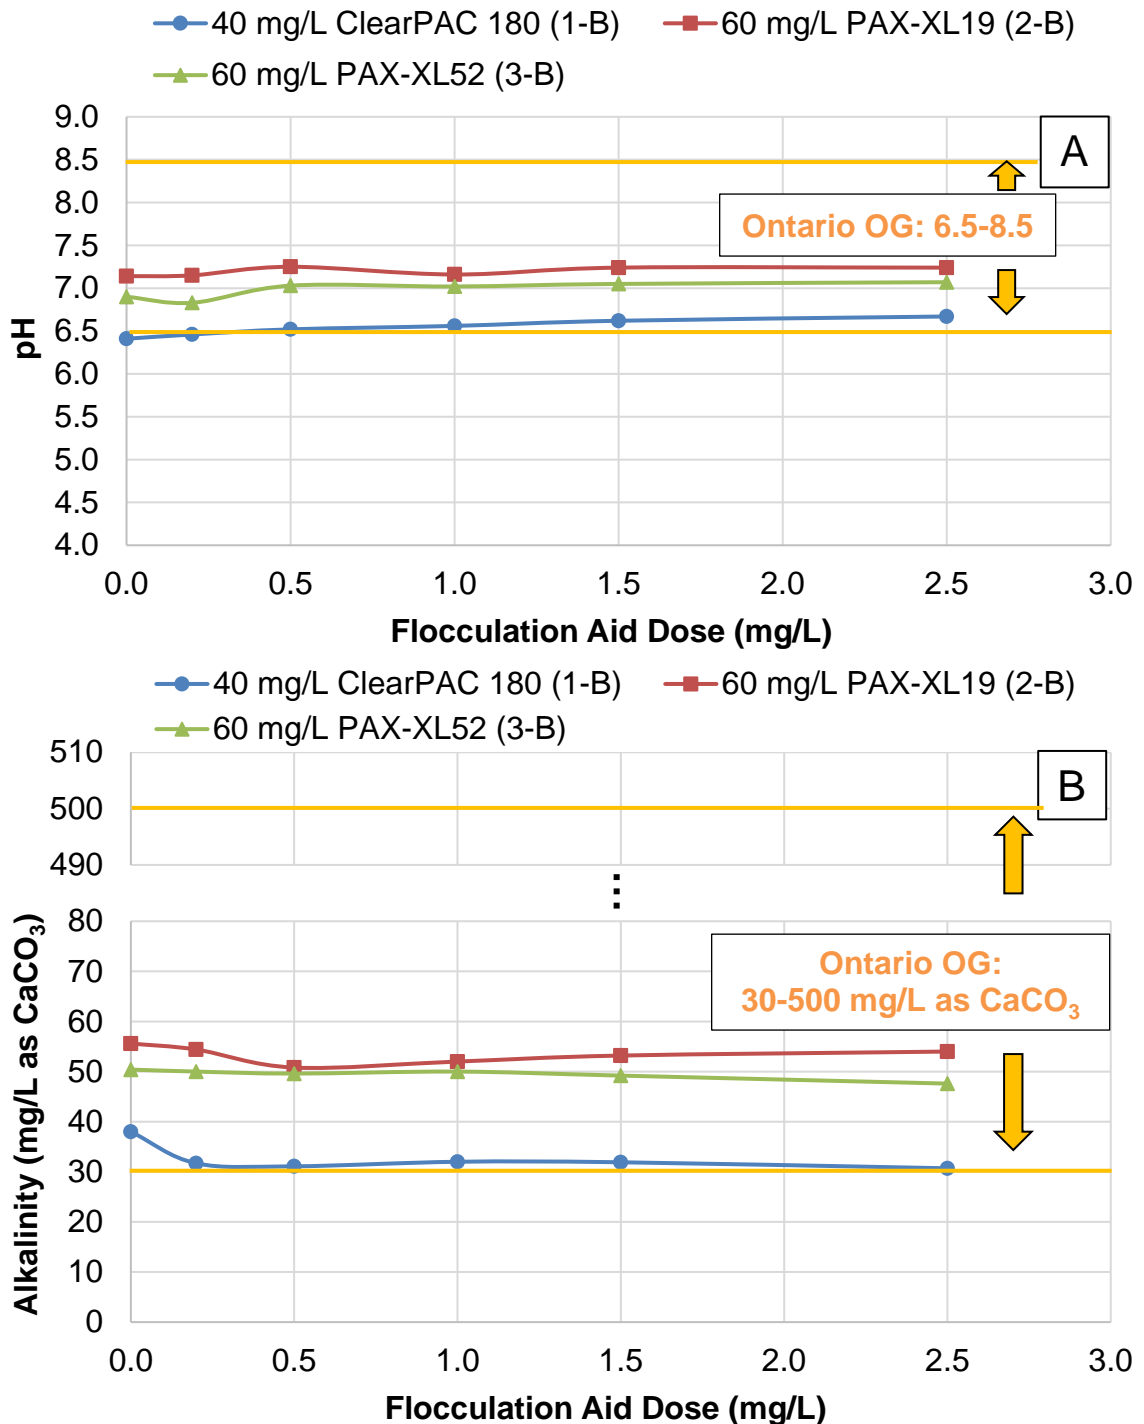 40 mg/L ClearPAC 180 (1-B) 60 mg/L PAX-XL19 (2-B)
60 mg/L PAX-XL52 (3-B)
9.0
8.5
8.0
7.5
7.0
6.5
6.0
5.5
5.0
4.5
4.0
pH
A
Ontario OG: 6.5-8.5
0.0 0.5 1.0 1.5 2.0 2.5 3.0
Flocculation Aid Dose (mg/L)
40 mg/L ClearPAC 180 (1-B) 60 mg/L PAX-XL19 (2-B)
60 mg/L PAX-XL52 (3-B)
510
500
490
B
⋮
80
70
60
50
40
30
20
10
0
Alkalinity (mg/L as CaCO₃)
Ontario OG:
30-500 mg/L as CaCO₃
0.0 0.5 1.0 1.5 2.0 2.5 3.0
Flocculation Aid Dose (mg/L)